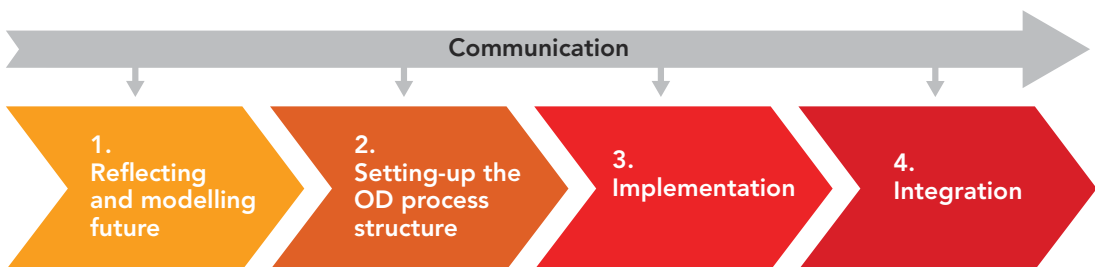 Communication
1.
Reflecting
and modelling
future
2.
Setting-up the
OD process
structure
3.
Implementation
4.
Integration